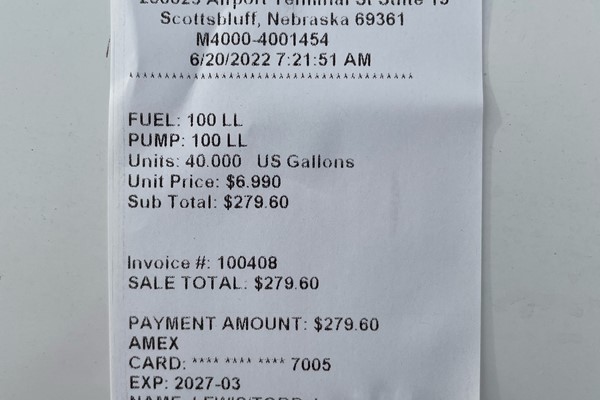 Airport Terminal St Suite
Scottsbluff, Nebraska 69361
M4000-4001454
6/20/2022 7:21:51 AM
FUEL: 100 LL
PUMP: 100 LL
Units: 40.000 US Gallons
Unit Price: $6.990
Sub Total: $279.60
Invoice #: 100408
SALE TOTAL: $279.60
PAYMENT AMOUNT: $279.60
AMEX
CARD: **** **** **** 7005
EXP: 2027-03